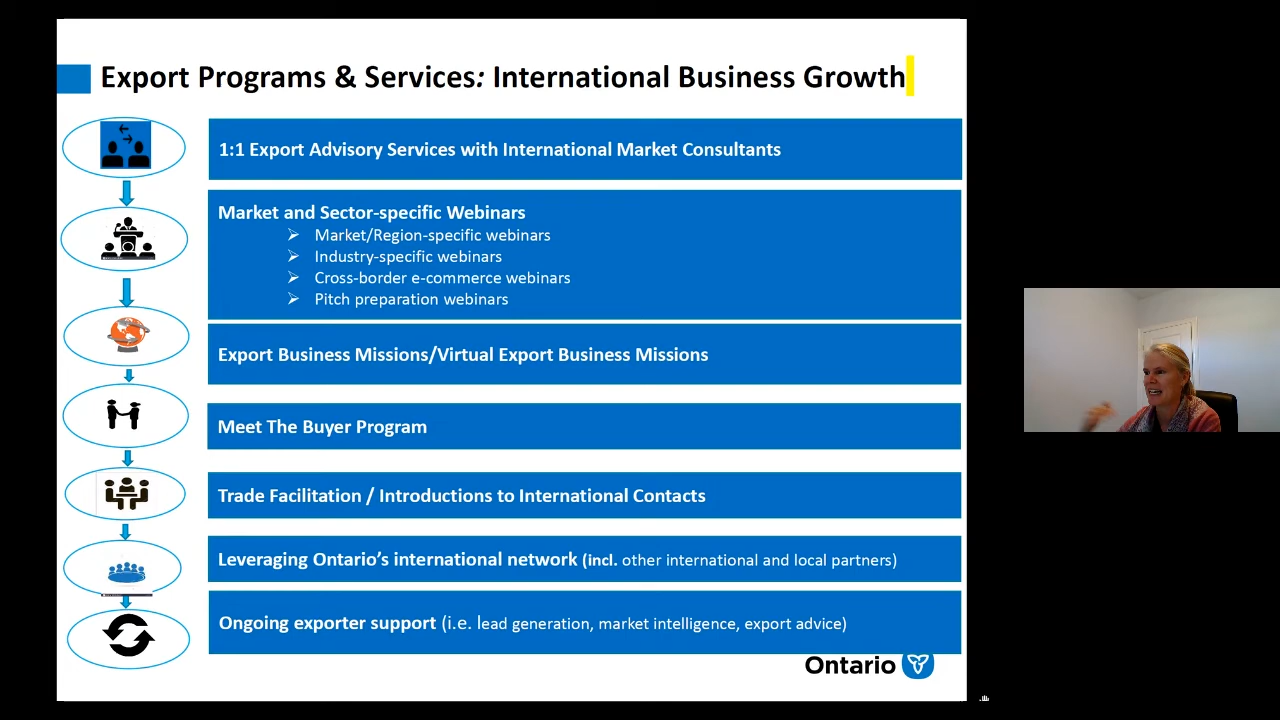 Export Programs & Services: International Business Growth
1:1 Export Advisory Services with International Market Consultants
Market and Sector-specific Webinars
Market/Region-specific webinars
Industry-specific webinars
Cross-border e-commerce webinars
Pitch preparation webinars
Export Business Missions/Virtual Export Business Missions
Meet The Buyer Program
Trade Facilitation / Introductions to International Contacts
Leveraging Ontario’s international network (incl. other international and local partners)
Ongoing exporter support (i.e. lead generation, market intelligence, export advice)
Ontario